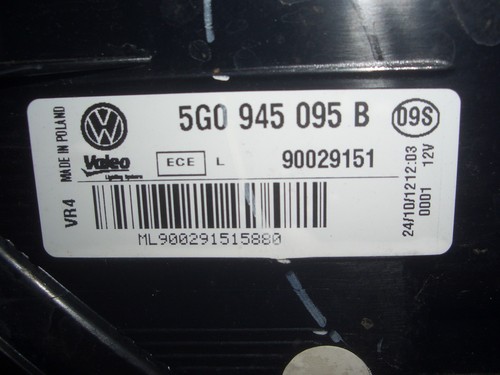 MADE IN POLAND
VW
5G0 945 095 B
09S
Valeo
Lighting Systems
ECE L 90029151
VR4
ML900291515880
24/10/12 12:03
0001 12V